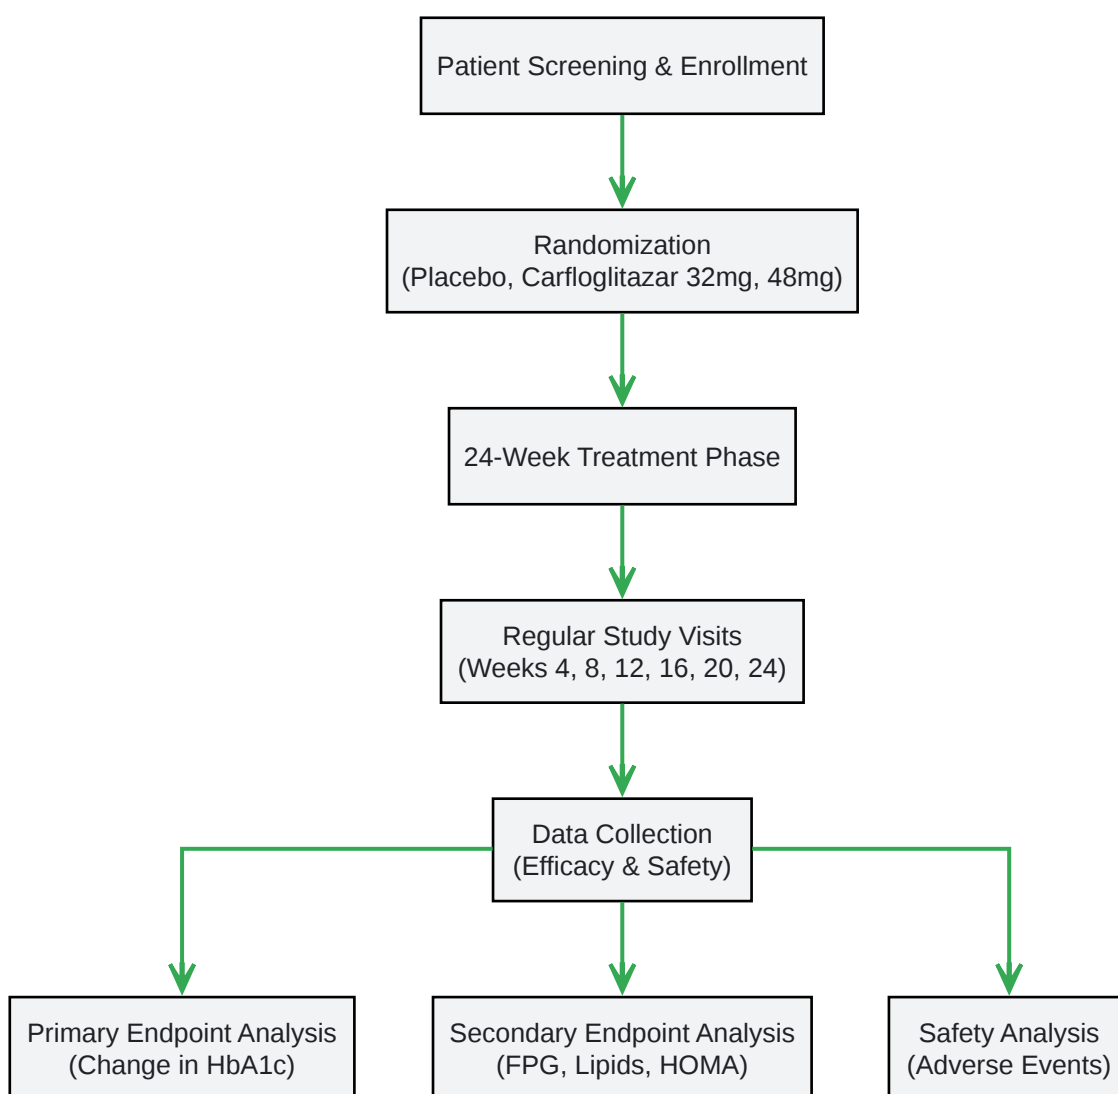 Patient Screening & Enrollment
Randomization
(Placebo, Carfloglitazar 32mg, 48mg)
24-Week Treatment Phase
Regular Study Visits
(Weeks 4, 8, 12, 16, 20, 24)
Data Collection
(Efficacy & Safety)
Primary Endpoint Analysis
(Change in HbA1c)
Secondary Endpoint Analysis
(FPG, Lipids, HOMA)
Safety Analysis
(Adverse Events)